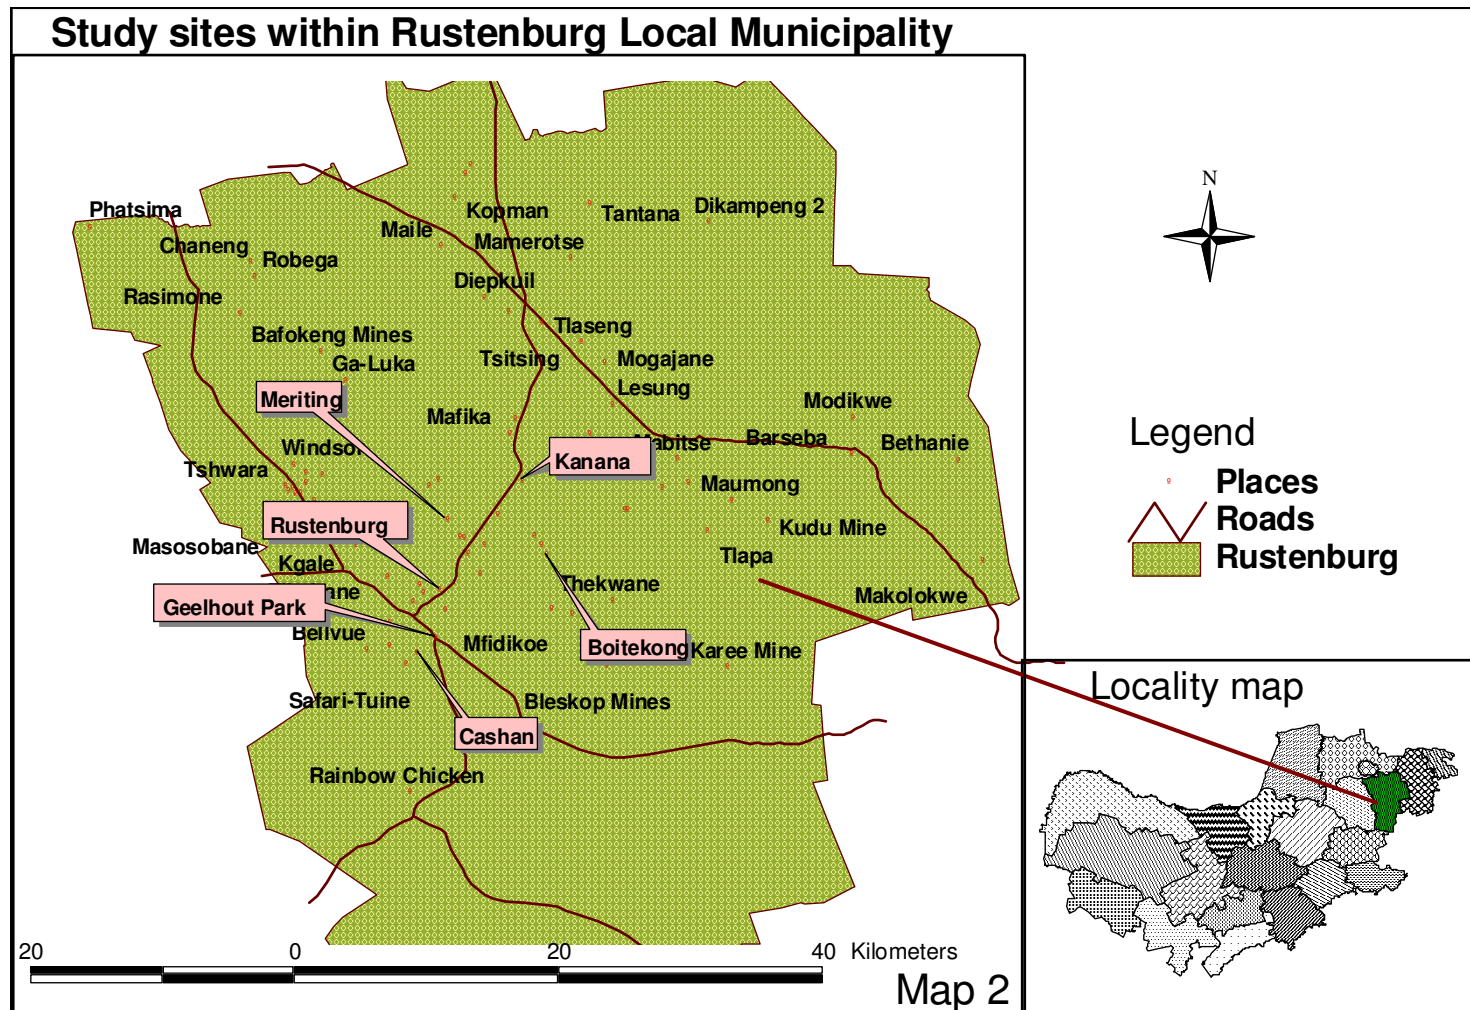 Study sites within Rustenburg Local Municipality
N
Phatsima
Kopman
Tantana
Dikampeng 2
Maile
Chaneng
Mamerotse
Robega
Diepkuil
Rasimone
Tlaseng
Bafokeng Mines
Tsitsing
Mogajane
Ga-Luka
Lesung
Meriting
Modikwe
Mafika
Barseba
Bethanie
Windsor
Kanana
Tshwara
Maumong
Rustenburg
Kudu Mine
Masosobane
Tlapa
Kgale
Thekwane
Makolokwe
Geelhout Park
Bellvue
Mfidikoe
Boitekong
Karee Mine
Safari-Tuine
Bleskop Mines
Cashan
Rainbow Chicken
20 0 20 40 Kilometers
Map 2
Legend
Places
Roads
Rustenburg
Locality map